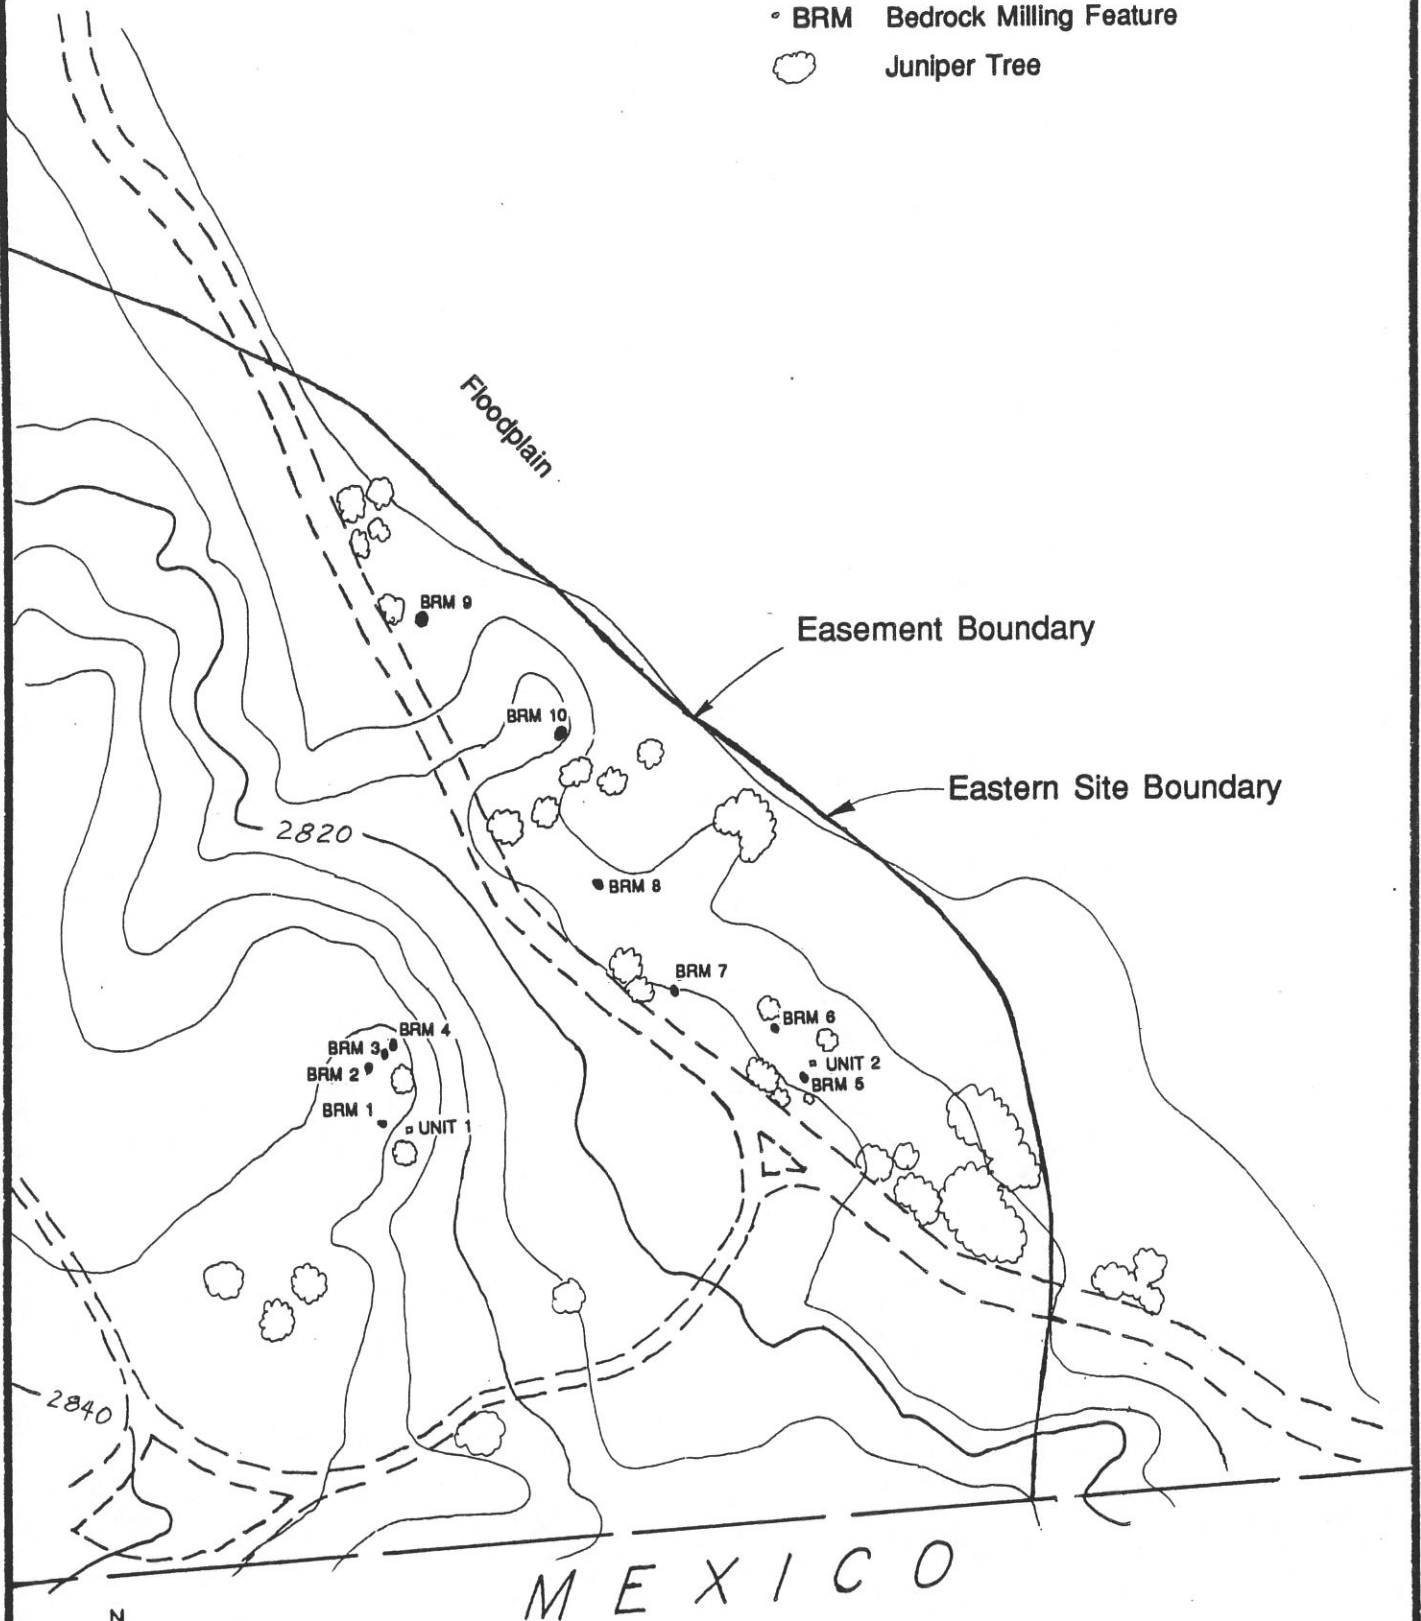 BRM Bedrock Milling Feature
Juniper Tree
Floodplain
BRM 9
Easement Boundary
BRM 10
Eastern Site Boundary
2820
BRM 8
BRM 7
BRM 6
BRM 4
BRM 3
UNIT 2
BRM 2
BRM 5
BRM 1
UNIT 1
2840
MEXICO
N